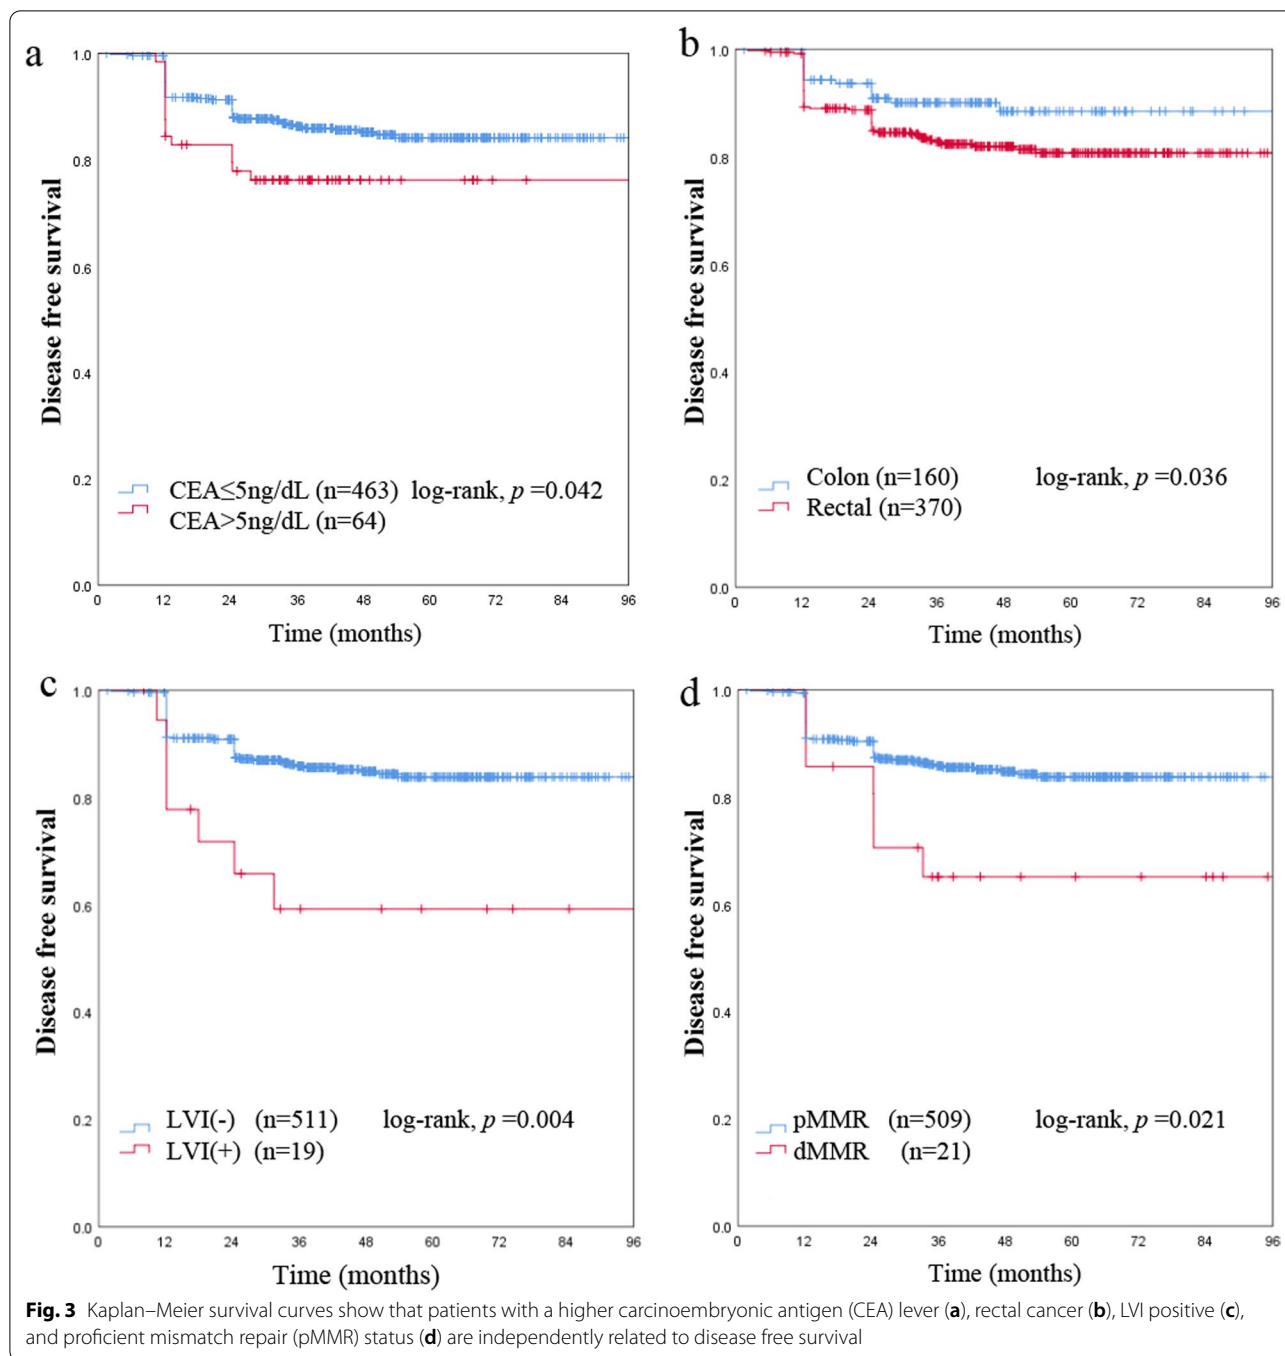 a
1.0
0.8
0.6
0.4
0.2
0.0
Disease free survival
CEA≤5ng/dL (n=463) log-rank, p =0.042
CEA>5ng/dL (n=64)
0 12 24 36 48 60 72 84 96
Time (months)
b
1.0
0.8
0.6
0.4
0.2
0.0
Disease free survival
Colon (n=160) log-rank, p =0.036
Rectal (n=370)
0 12 24 36 48 60 72 84 96
Time (months)
c
1.0
0.8
0.6
0.4
0.2
0.0
Disease free survival
LVI(-) (n=511) log-rank, p =0.004
LVI(+) (n=19)
0 12 24 36 48 60 72 84 96
Time (months)
d
1.0
0.8
0.6
0.4
0.2
0.0
Disease free survival
pMMR (n=509) log-rank, p =0.021
dMMR (n=21)
0 12 24 36 48 60 72 84 96
Time (months)
Fig. 3 Kaplan–Meier survival curves show that patients with a higher carcinoembryonic antigen (CEA) lever (a), rectal cancer (b), LVI positive (c),
and proficient mismatch repair (pMMR) status (d) are independently related to disease free survival